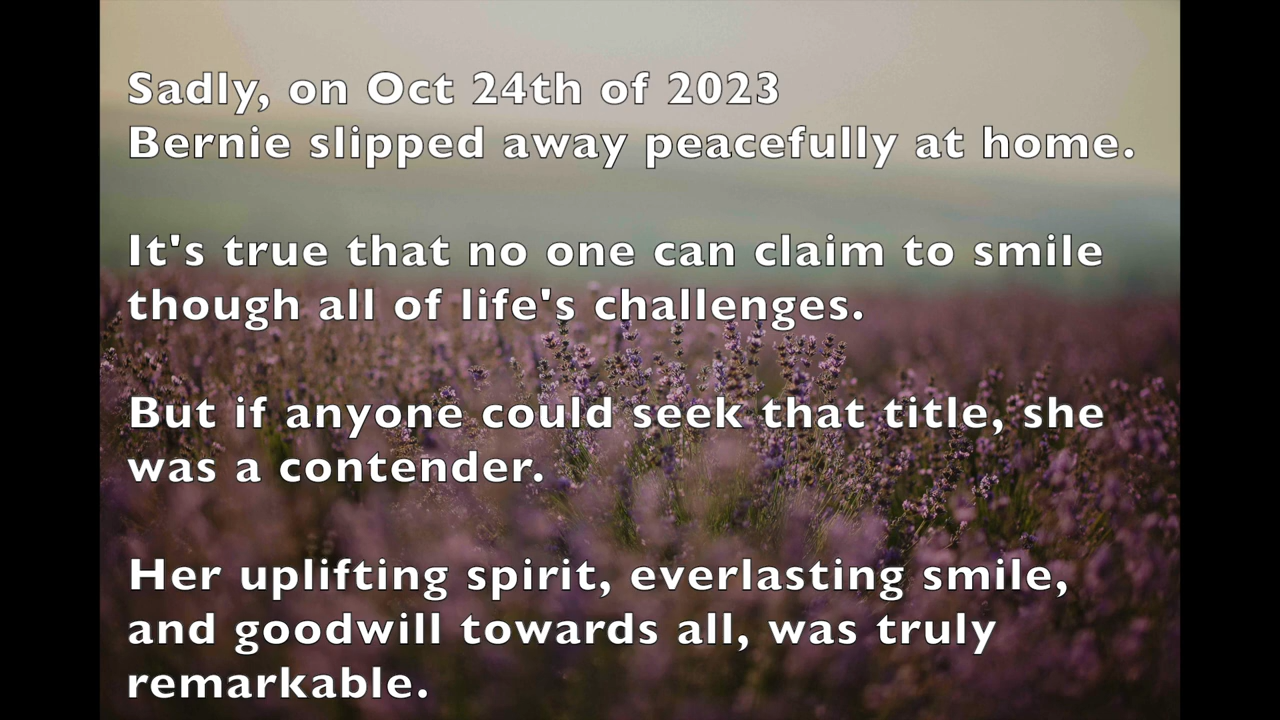 Sadly, on Oct 24th of 2023
Bernie slipped away peacefully at home.
It's true that no one can claim to smile
though all of life's challenges.
But if anyone could seek that title, she
was a contender.
Her uplifting spirit, everlasting smile,
and goodwill towards all, was truly
remarkable.